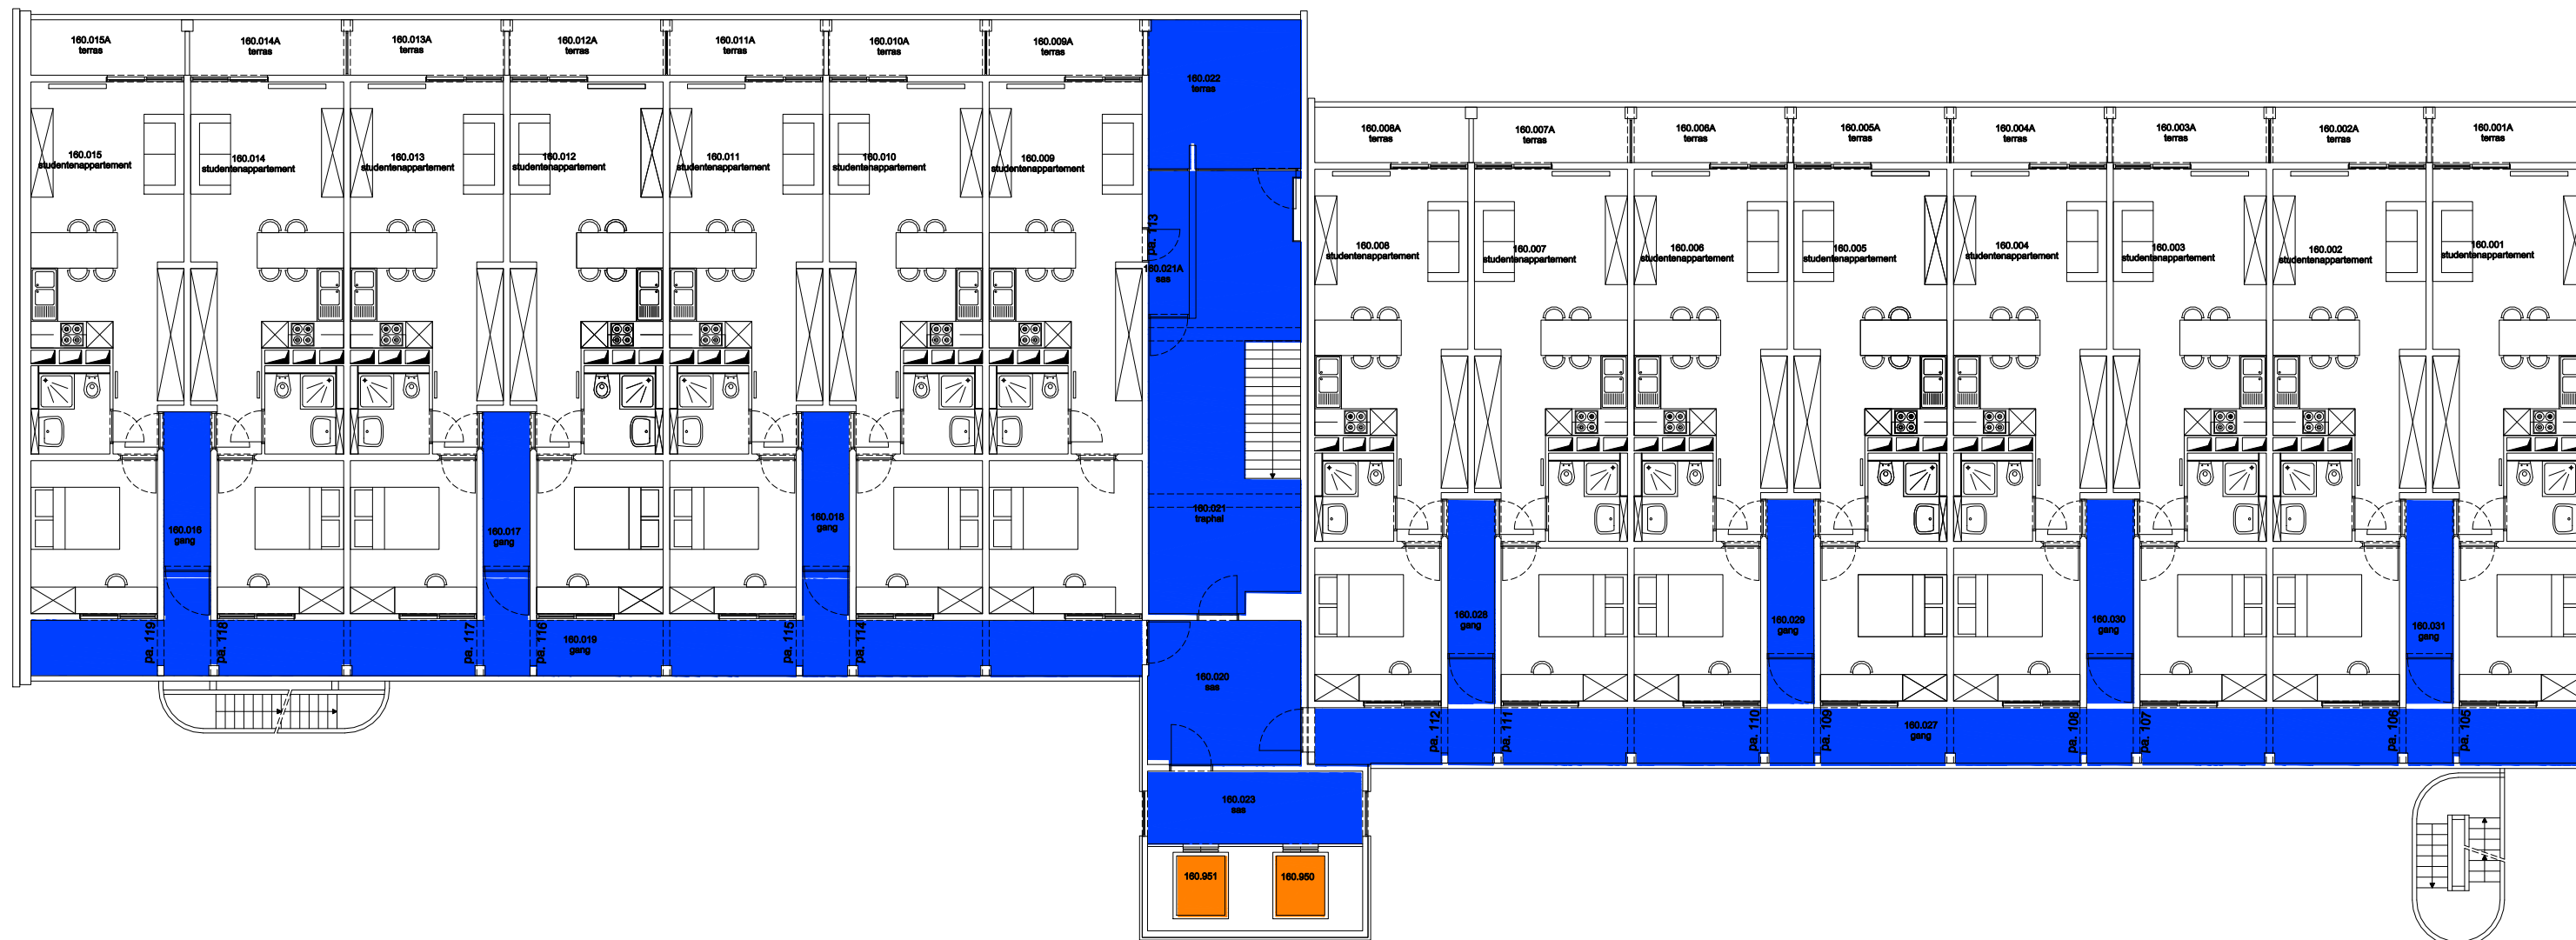 160.015A
terras
160.014A
terras
160.013A
terras
160.012A
terras
160.011A
terras
160.010A
terras
160.009A
terras
160.022
terras
160.008A
terras
160.007A
terras
160.006A
terras
160.005A
terras
160.004A
terras
160.003A
terras
160.002A
terras
160.001A
terras
160.015
studentenappartement
160.014
studentenappartement
160.013
studentenappartement
160.012
studentenappartement
160.011
studentenappartement
160.010
studentenappartement
160.009
studentenappartement
pa. 113
160.021A
sas
160.008
studentenappartement
160.007
studentenappartement
160.006
studentenappartement
160.005
studentenappartement
160.004
studentenappartement
160.003
studentenappartement
160.002
studentenappartement
160.001
studentenappartement
160.016
gang
160.017
gang
160.018
gang
160.021
traphal
160.028
gang
160.029
gang
160.030
gang
160.031
gang
pa. 119
pa. 118
pa. 117
pa. 116
160.019
gang
pa. 115
pa. 114
160.020
sas
pa. 112
pa. 111
pa. 110
pa. 109
160.027
gang
pa. 108
pa. 107
pa. 106
pa. 105
160.023
sas
160.951
160.950